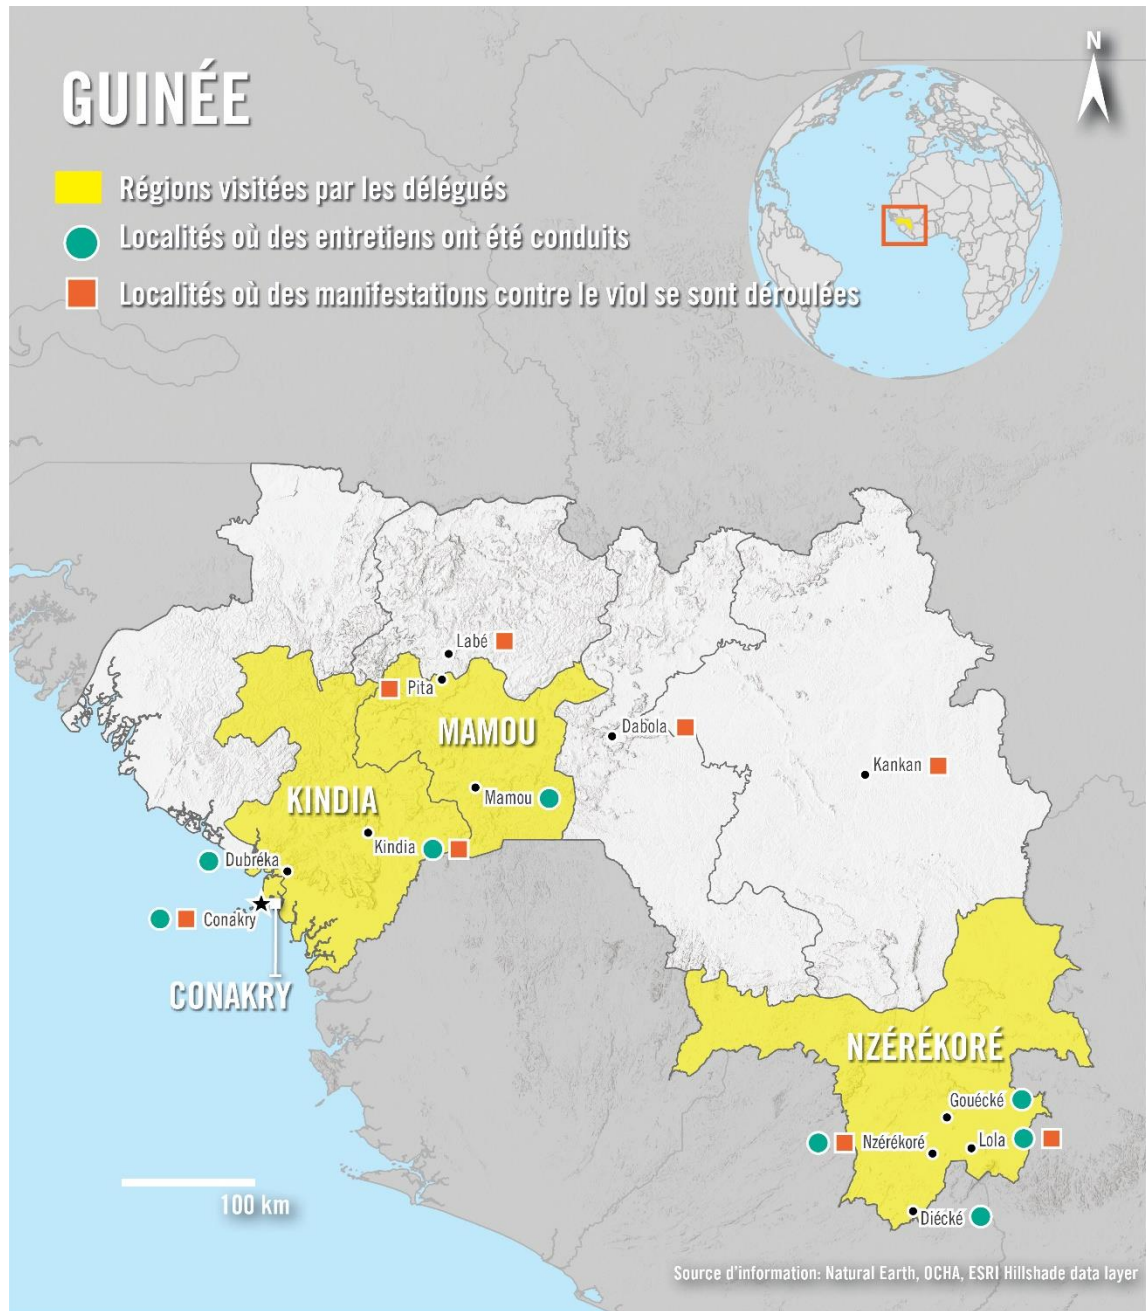 N
GUINÉE
Régions visitées par les délégués
Localités où des entretiens ont été conduits
Localités où des manifestations contre le viol se sont déroulées
Labé
Pita
MAMOU
Dabola
Kankan
KINDIA
Mamou
Kindia
Dubréka
Conakry
CONAKRY
NZÉRÉKORÉ
Gouécké
Nzérékoré
Lola
100 km
Diécké
Source d'information: Natural Earth, OCHA, ESRI Hillshade data layer